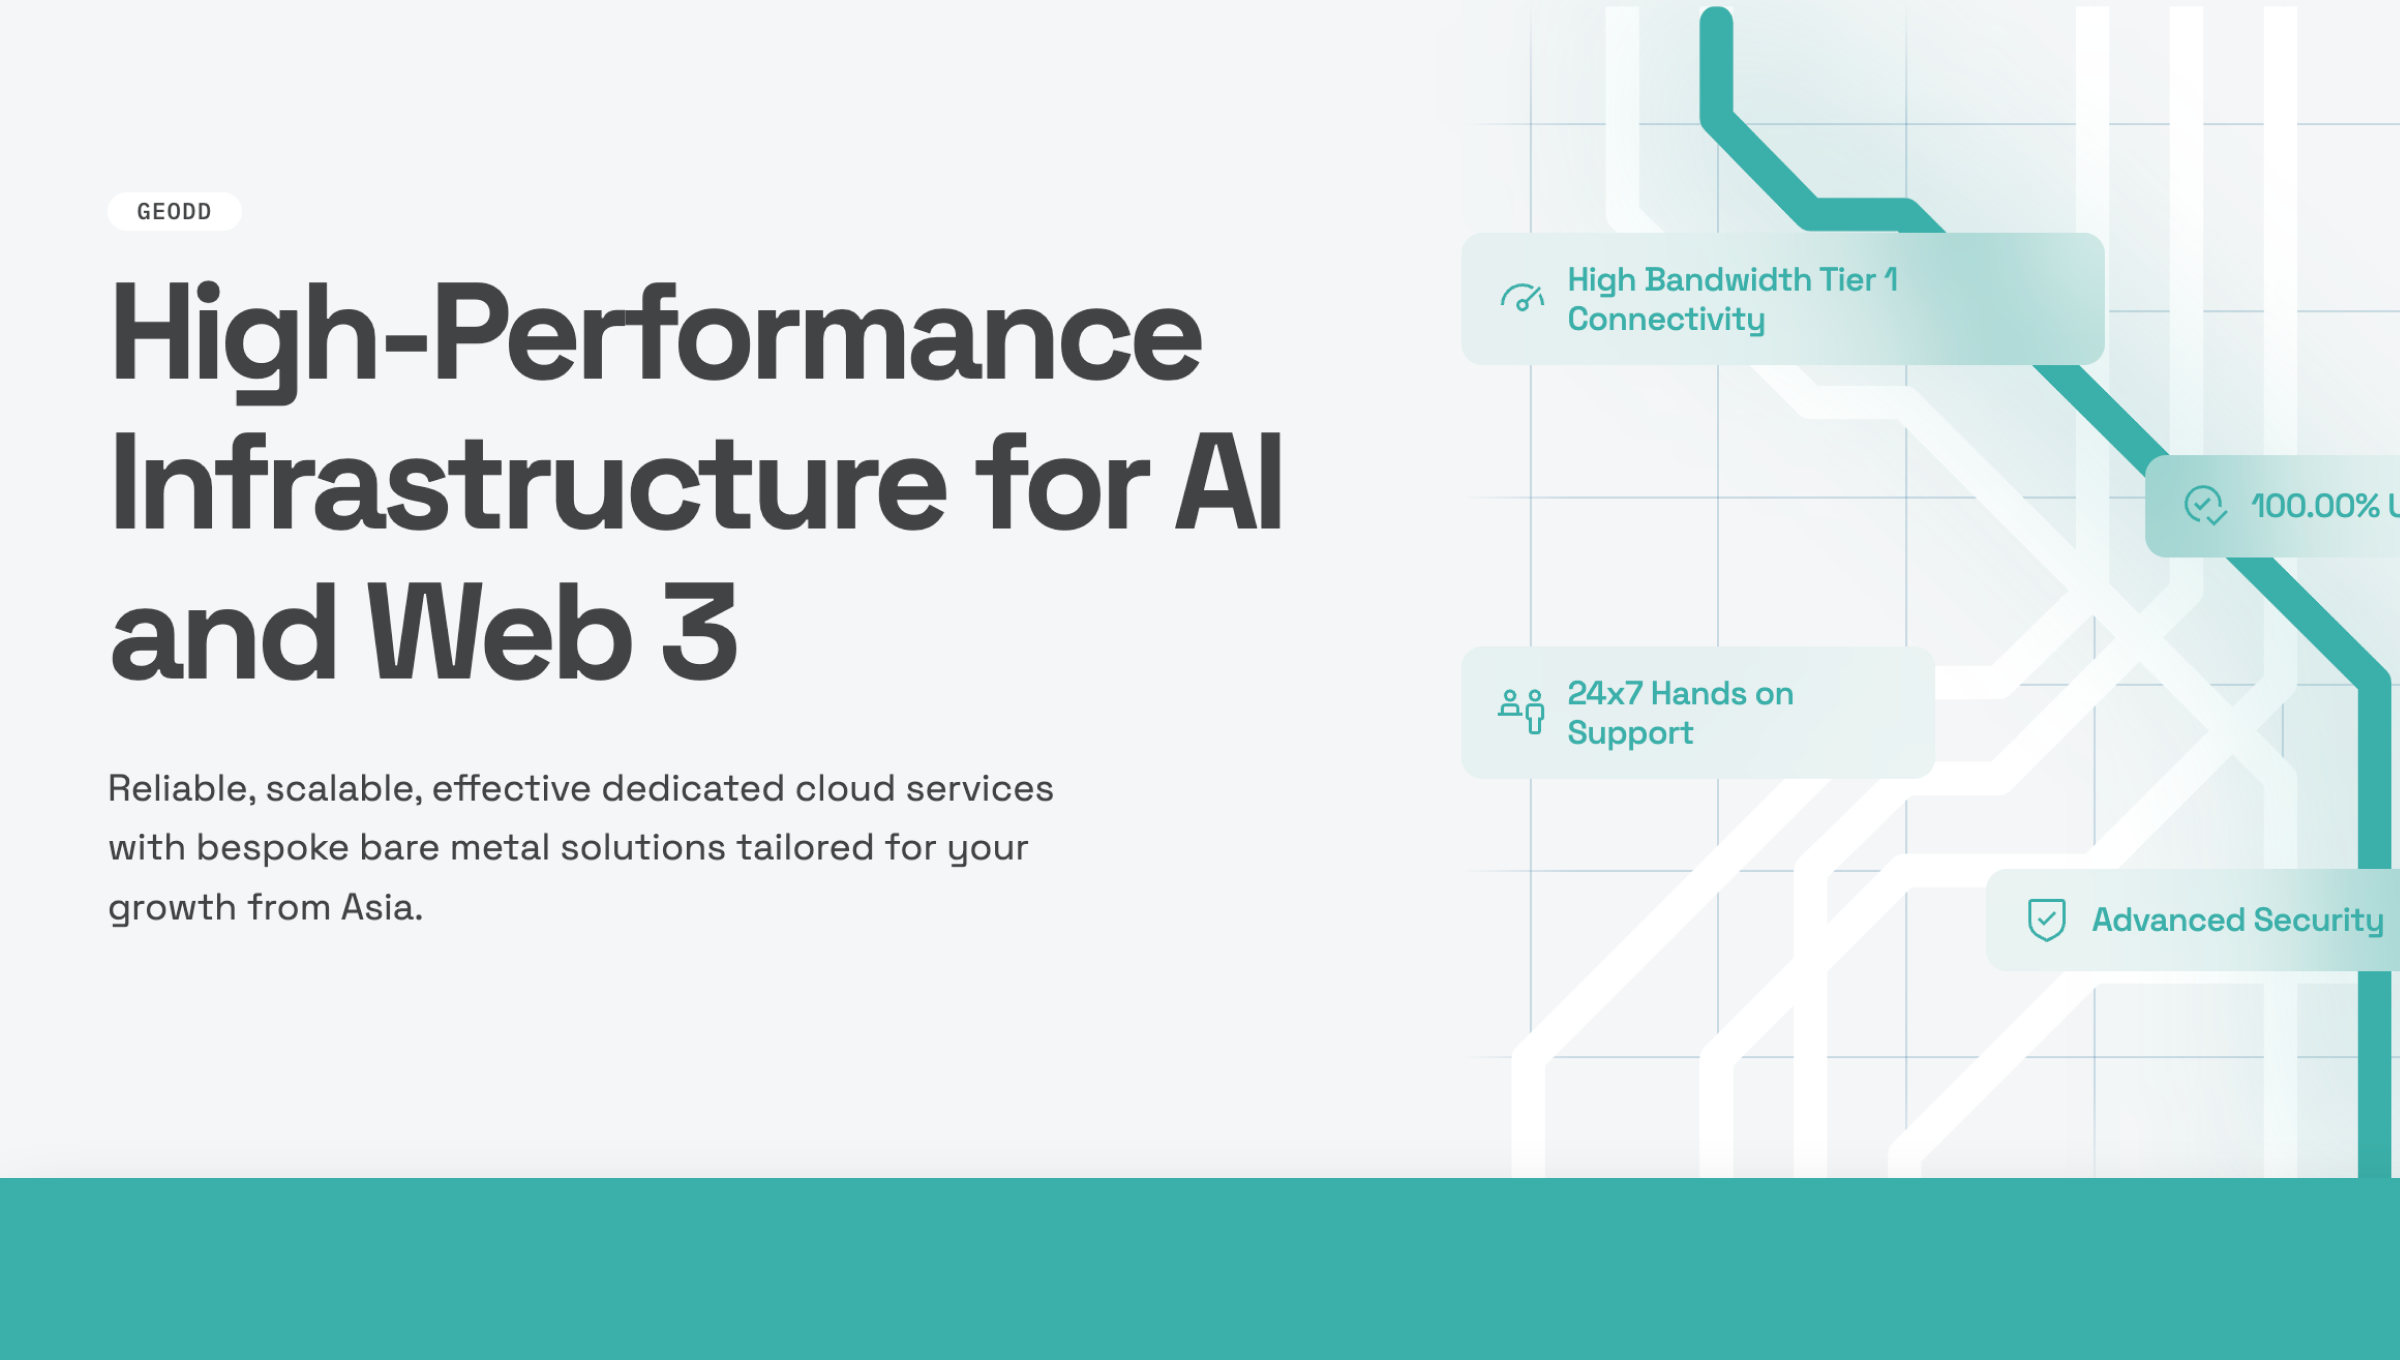 GEODD
High-Performance
Infrastructure for AI
and Web 3
Reliable, scalable, effective dedicated cloud services
with bespoke bare metal solutions tailored for your
growth from Asia.
High Bandwidth Tier 1
Connectivity
100.00%
24x7 Hands on
Support
Advanced Security